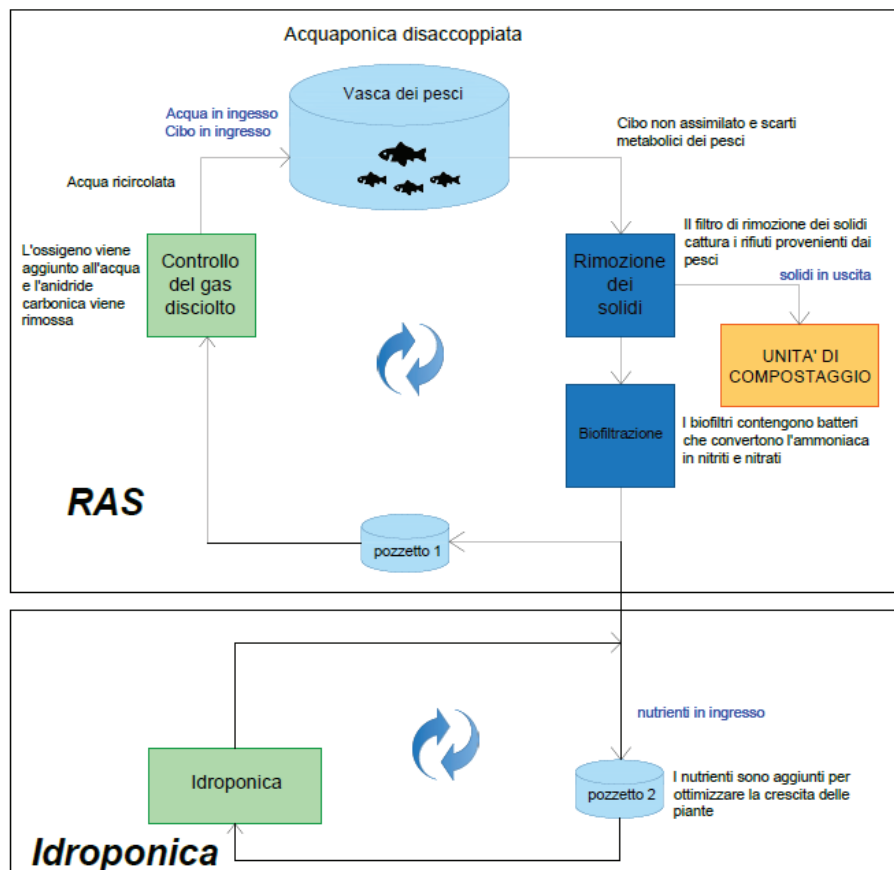 Acquaponica disaccoppiata
Vasca dei pesci
Acqua in ingesso
Cibo in ingresso
Cibo non assimilato e scarti
metabolici dei pesci
Acqua ricircolata
L'ossigeno viene
aggiunto all'acqua
e l'anidride
carbonica viene
rimossa
Controllo
del gas
disciolto
Rimozione
dei
solidi
Il filtro di rimozione dei solidi
cattura i rifiuti provenienti dai
pesci
solidi in uscita
UNITA' DI
COMPOSTAGGIO
Biofiltrazione
I biofiltri contengono batteri
che convertono l'ammoniaca
in nitriti e nitrati
RAS
pozzetto 1
nutrienti in ingresso
Idroponica
pozzetto 2
I nutrienti sono aggiunti per
ottimizzare la crescita delle
piante
Idroponica